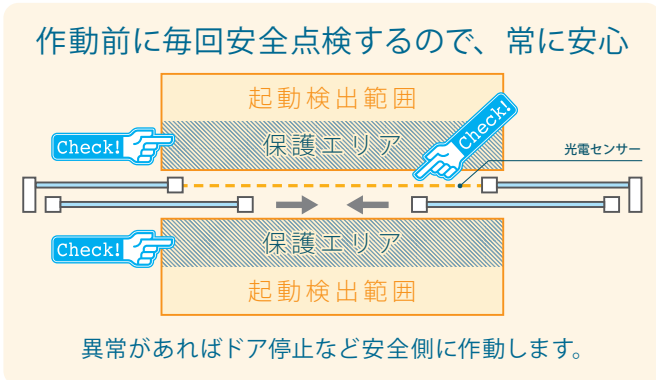 作動前に毎回安全点検するので、常に安心
起動検出範囲
Check!
保護エリア
Check!
光電センサー
Check!
保護エリア
起動検出範囲
異常があればドア停止など安全側に作動します。